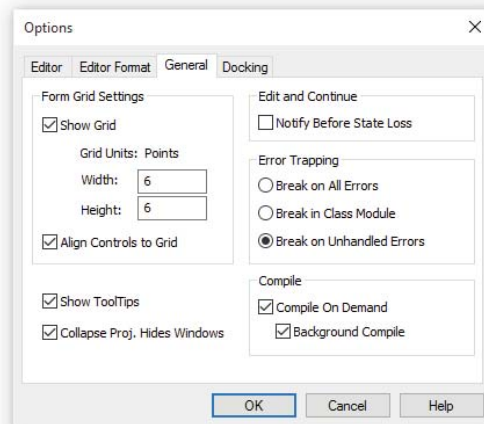 Options
Editor Editor Format General Docking
Form Grid Settings
Show Grid
Grid Units: Points
Width: 6
Height: 6
Align Controls to Grid
Show ToolTips
Collapse Proj. Hides Windows
Edit and Continue
Notify Before State Loss
Error Trapping
Break on All Errors
Break in Class Module
Break on Unhandled Errors
Compile
Compile On Demand
Background Compile
OK Cancel Help